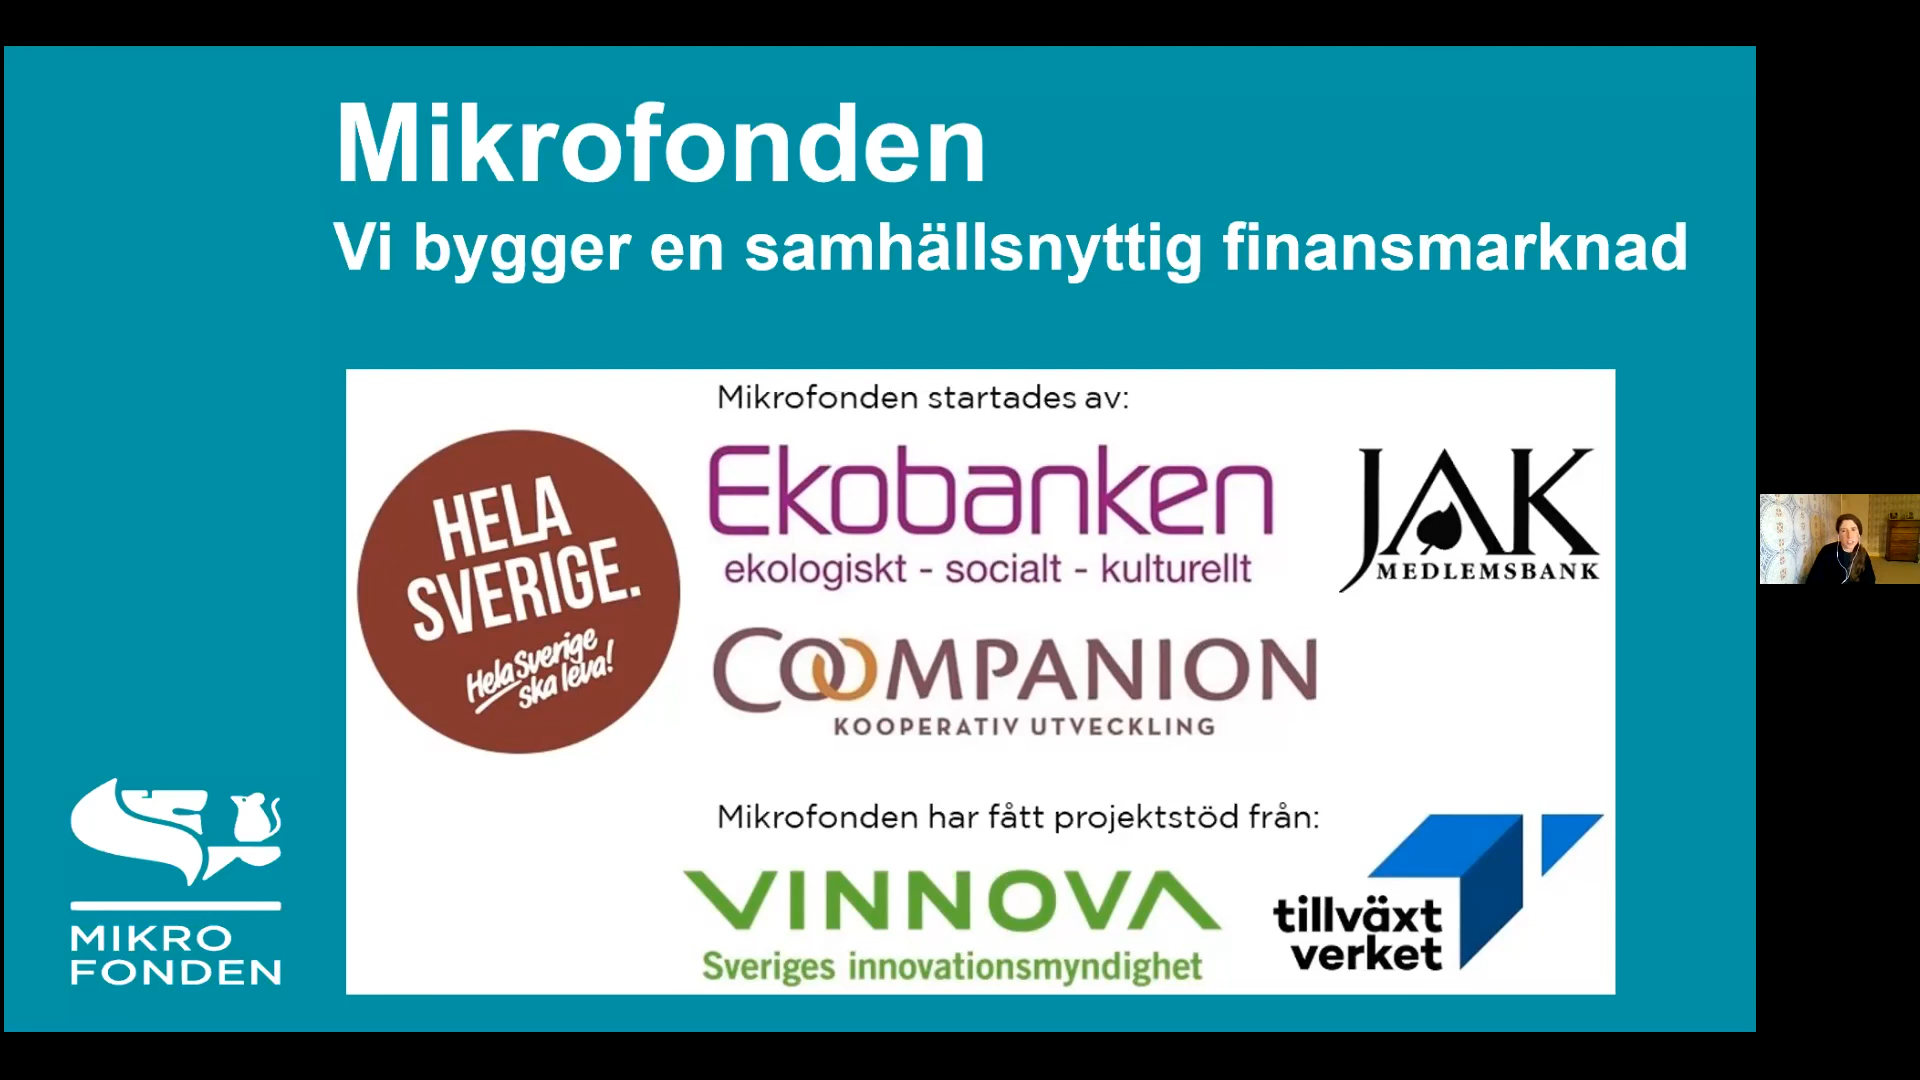 Mikrofonden
Vi bygger en samhällsnyttig finansmarknad
Mikrofonden startades av:
HELA
SVERIGE.
Hela Sverige
ska leva!
Ekobanken
ekologiskt - socialt - kulturellt
JAK
MEDLEMSBANK
COOMPANION
KOOPERATIV UTVECKLING
Mikrofonden har fått projektstöd från:
VINNOVA
Sveriges innovationsmyndighet
tillväxt
verket
MIKRO
FONDEN